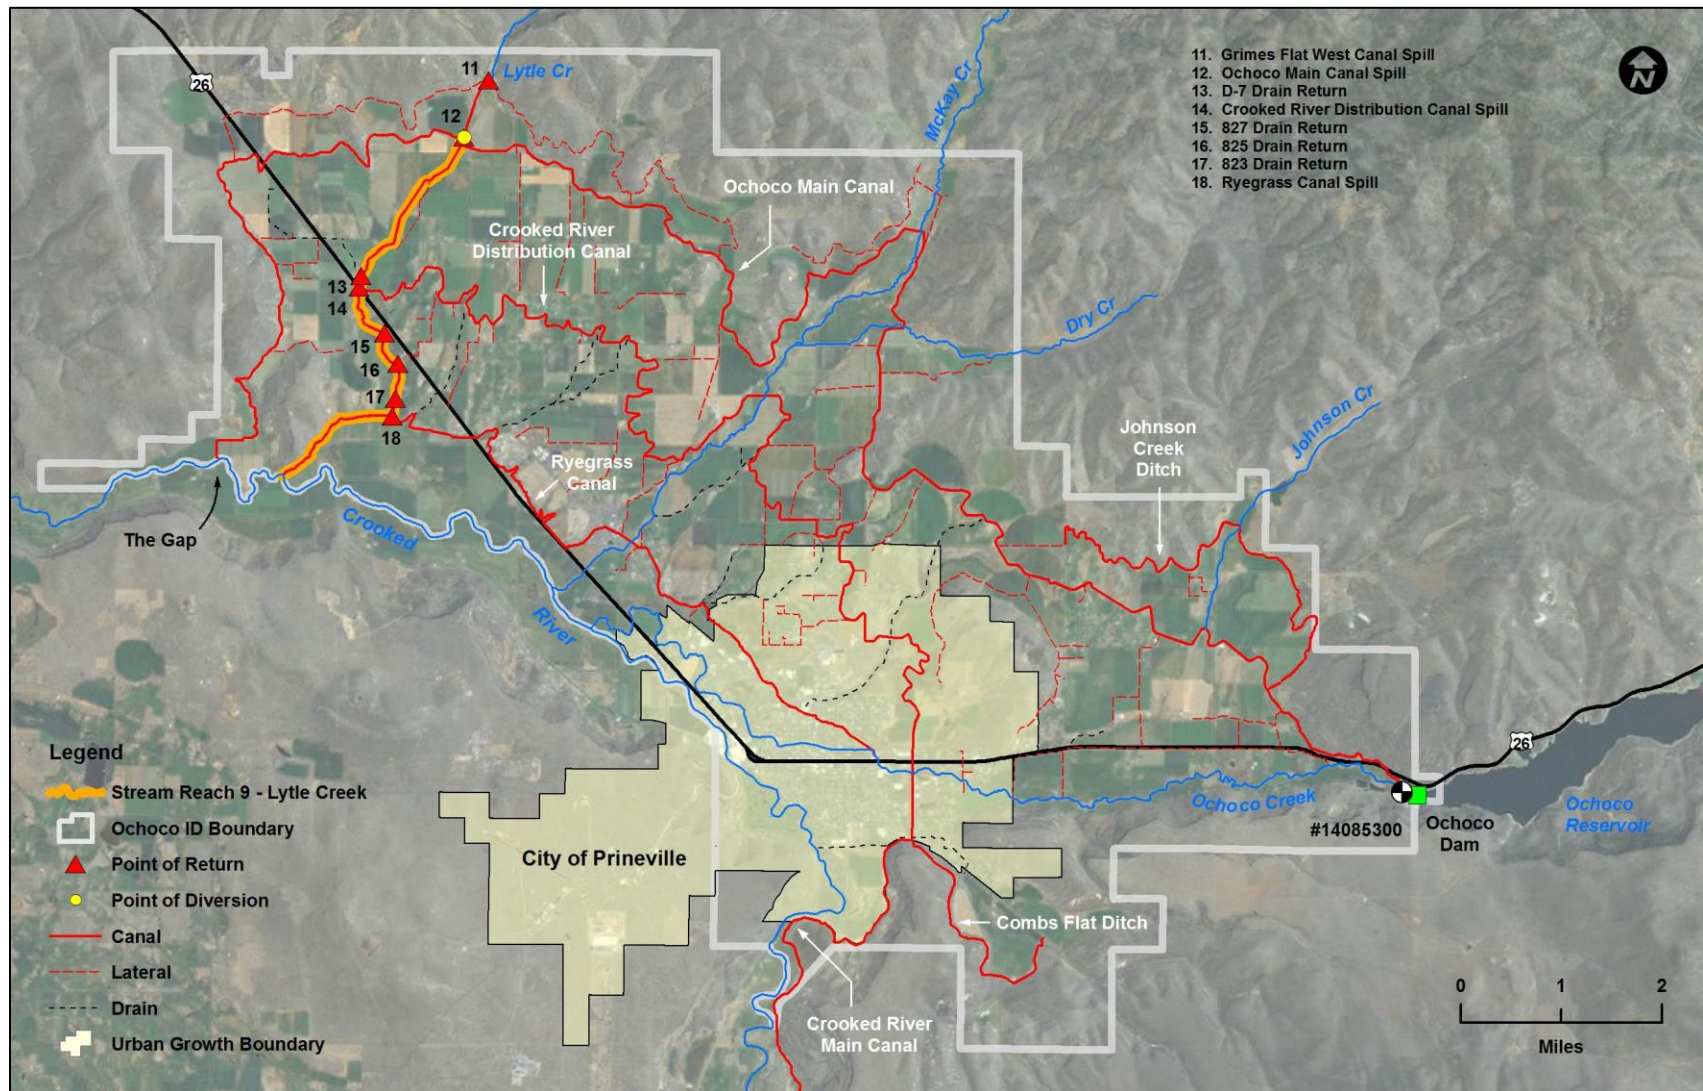 11. Grimes Flat West Canal Spill
12. Ochoco Main Canal Spill
13. D-7 Drain Return
14. Crooked River Distribution Canal Spill
15. 827 Drain Return
16. 825 Drain Return
17. 823 Drain Return
18. Ryegrass Canal Spill
N
26
11
Lytle Cr
12
McKay Cr
Ochoco Main Canal
Crooked River
Distribution Canal
13
14
Dry Cr
15
16
17
18
Johnson Cr
Johnson
Creek
Ditch
Ryegrass
Canal
The Gap
Crooked
River
26
Ochoco Creek
#14085300
Ochoco
Dam
Ochoco
Reservoir
City of Prineville
Combs Flat Ditch
Crooked River
Main Canal
Legend
Stream Reach 9 - Lytle Creek
Ochoco ID Boundary
Point of Return
Point of Diversion
Canal
Lateral
Drain
Urban Growth Boundary
0 1 2
Miles